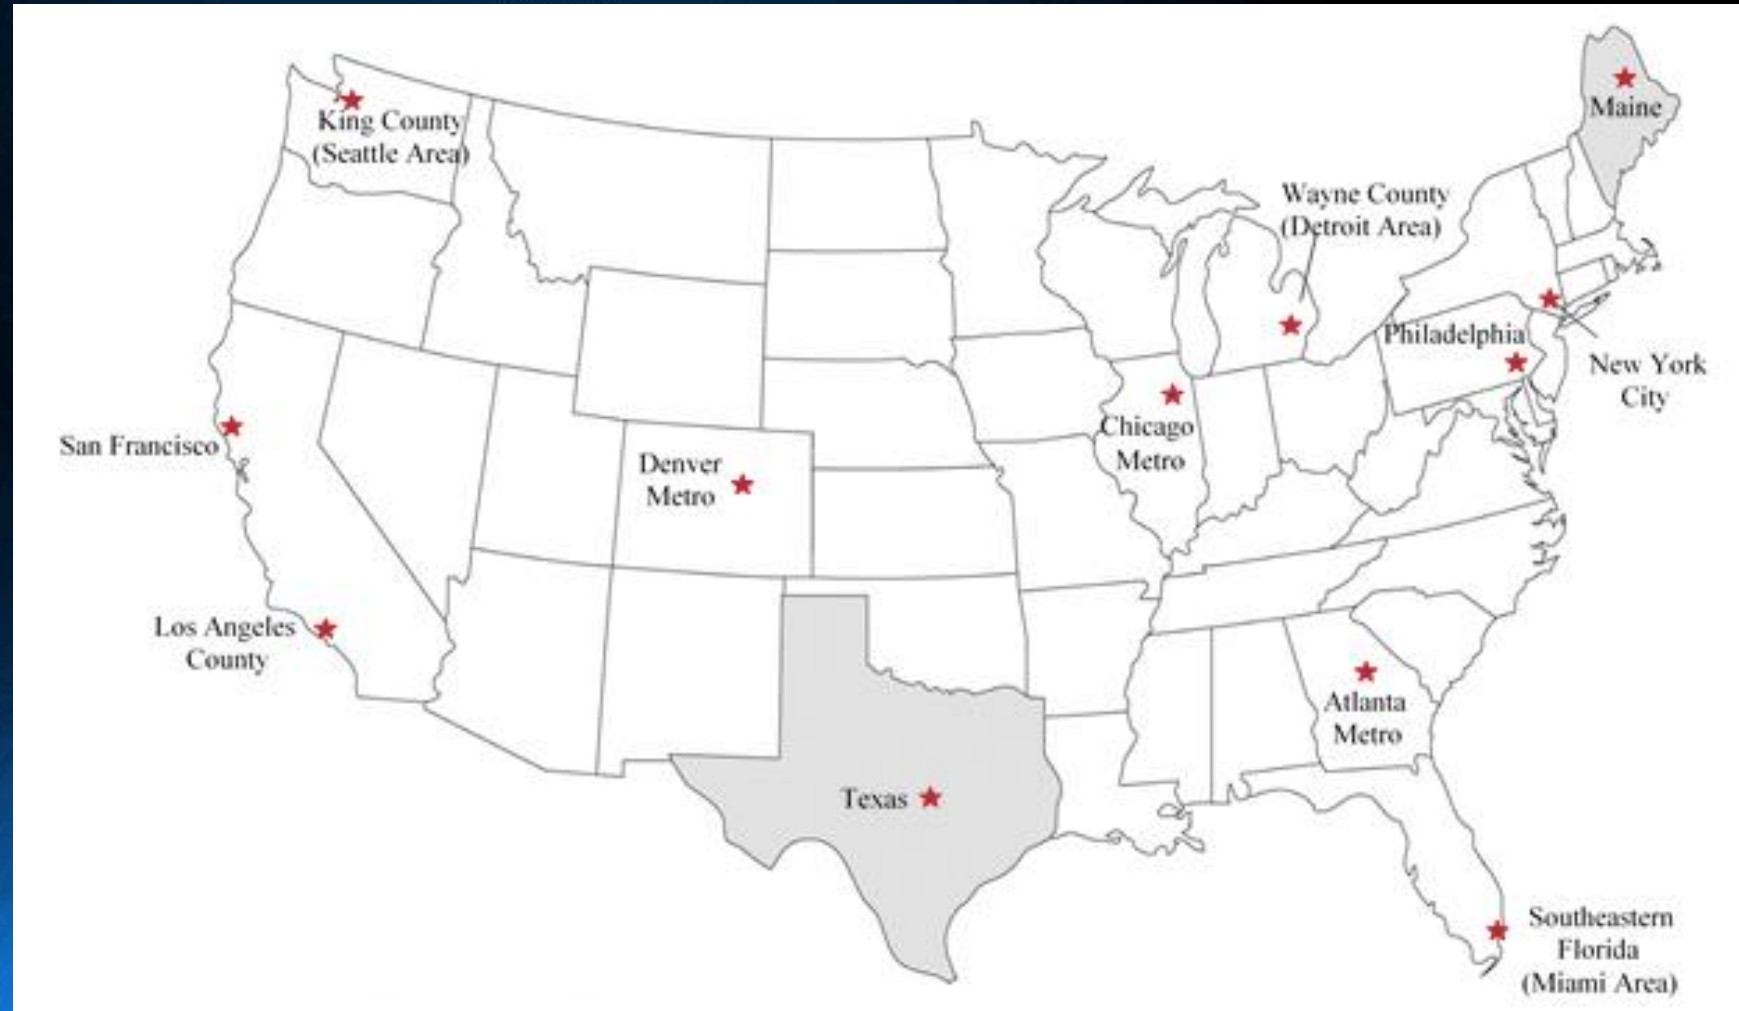 Maine
King County
(Seattle Area)
Wayne County
(Detroit Area)
Philadelphia
New York
City
Chicago
Metro
San Francisco
Denver
Metro
Los Angeles
County
Atlanta
Metro
Texas
Southeastern
Florida
(Miami Area)